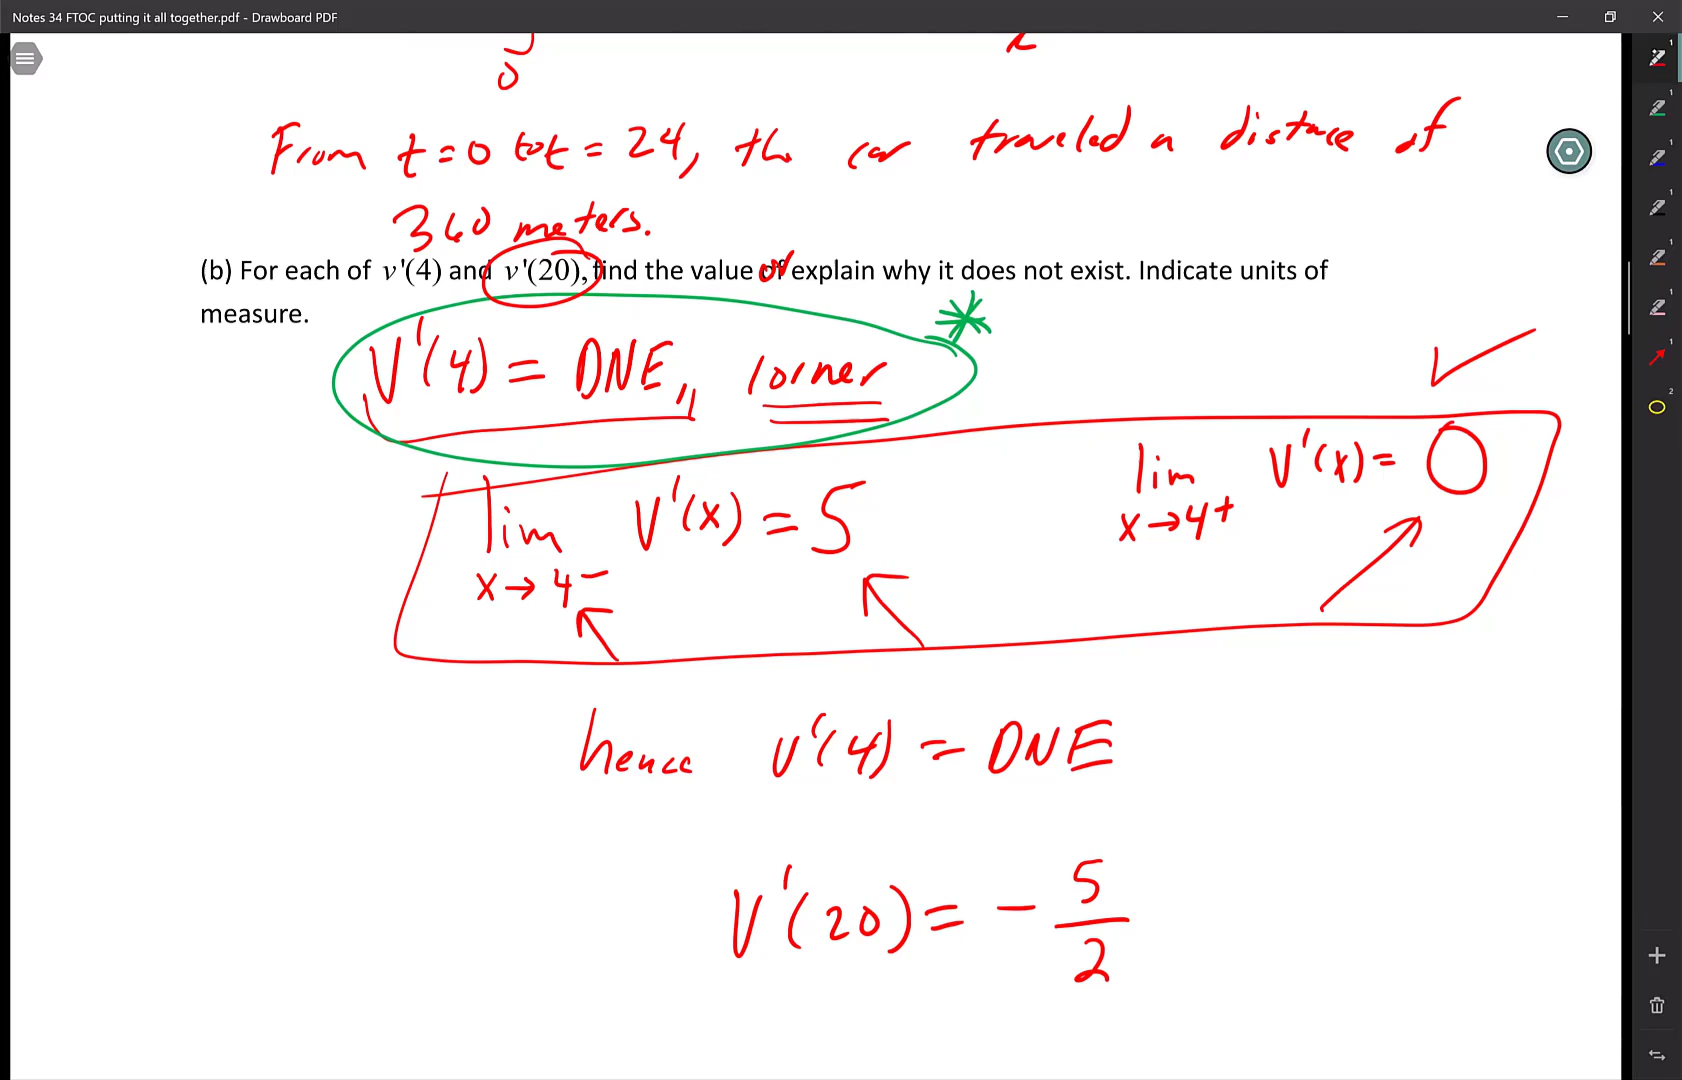 Notes 34 FTOC putting it all together.pdf - Drawboard PDF
0
From t=0 to t=24, the car traveled a distance of
360 meters.
(b) For each of v'(4) and v'(20), find the value or explain why it does not exist. Indicate units of
measure.
V'(4) = DNE, corner
lim x→4⁻ V'(x) = 5
lim x→4+ V'(x) = 0
hence v'(4) = DNE
V'(20) = - 5/2